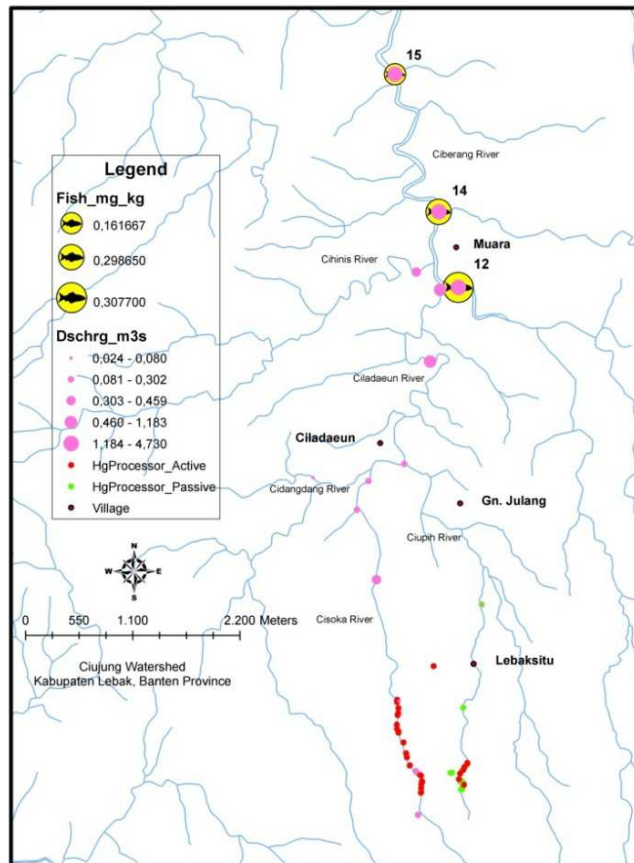 15
Ciberang River
14
Muara
Cihinis River
12
Legend
Fish_mg_kg
0,161667
0,298650
0,307700
Dschrg_m3s
0,024 - 0,080
0,081 - 0,302
0,303 - 0,459
0,460 - 1,183
1,184 - 4,730
HgProcessor_Active
HgProcessor_Passive
Village
Ciladaeun River
Ciladaeun
Cidangdang River
Gn. Julang
Ciupih River
N
W E
S
0 550 1.100 2.200 Meters
Cisoka River
Ciujung Watershed
Kabupaten Lebak, Banten Province
Lebaksitu